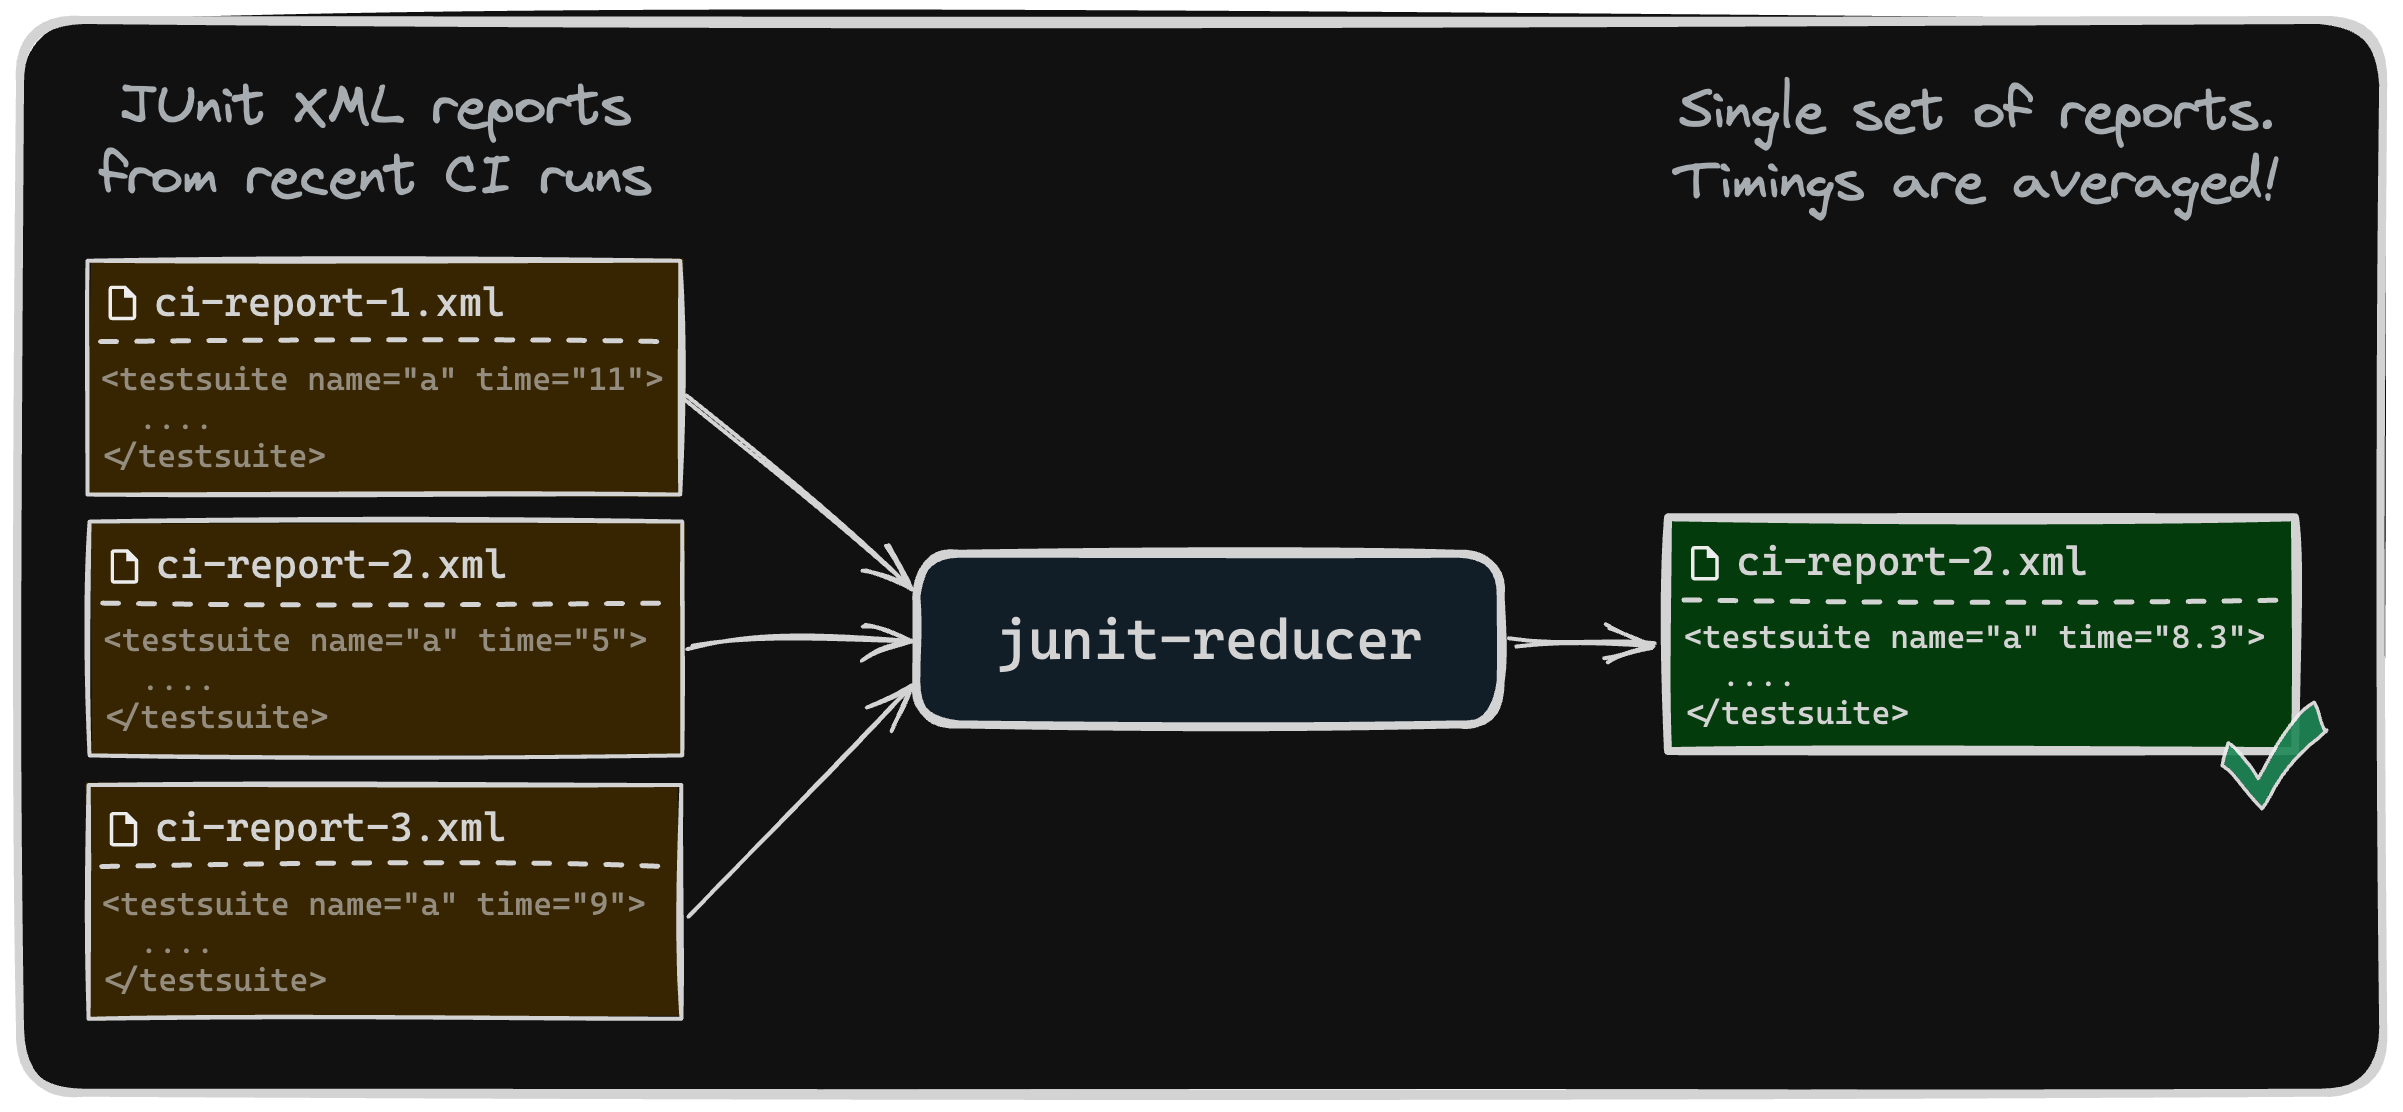 JUnit XML reports
from recent CI runs
ci-report-1.xml
<testsuite name="a" time="11">
....
</testsuite>
ci-report-2.xml
<testsuite name="a" time="5">
....
</testsuite>
ci-report-3.xml
<testsuite name="a" time="9">
....
</testsuite>
junit-reducer
Single set of reports.
Timings are averaged!
ci-report-2.xml
<testsuite name="a" time="8.3">
....
</testsuite>